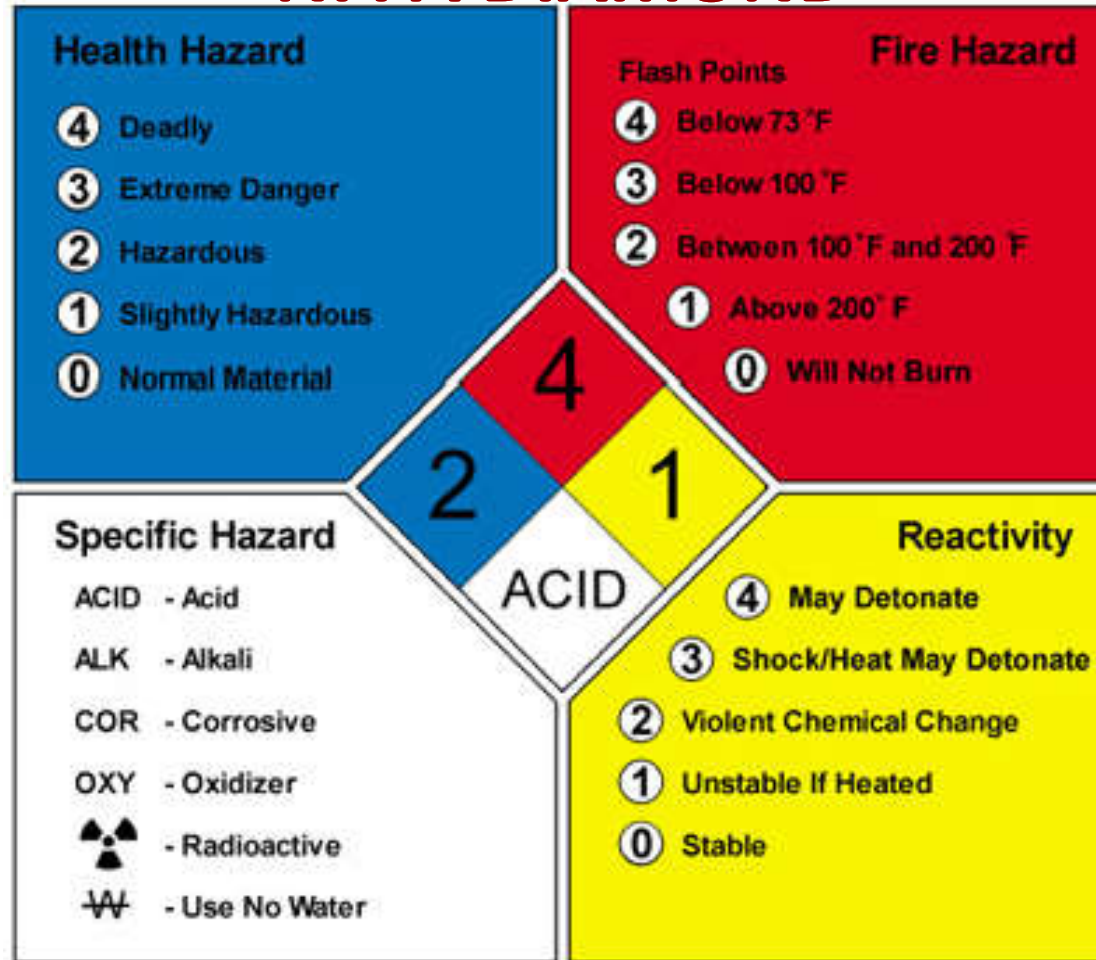 Health Hazard
4 Deadly
3 Extreme Danger
2 Hazardous
1 Slightly Hazardous
0 Normal Material
Fire Hazard
Flash Points
4 Below 73 °F
3 Below 100 °F
2 Between 100 °F and 200 °F
1 Above 200° F
0 Will Not Burn
4
2
1
ACID
Specific Hazard
ACID - Acid
ALK - Alkali
COR - Corrosive
OXY - Oxidizer
- Radioactive
W - Use No Water
Reactivity
4 May Detonate
3 Shock/Heat May Detonate
2 Violent Chemical Change
1 Unstable If Heated
0 Stable